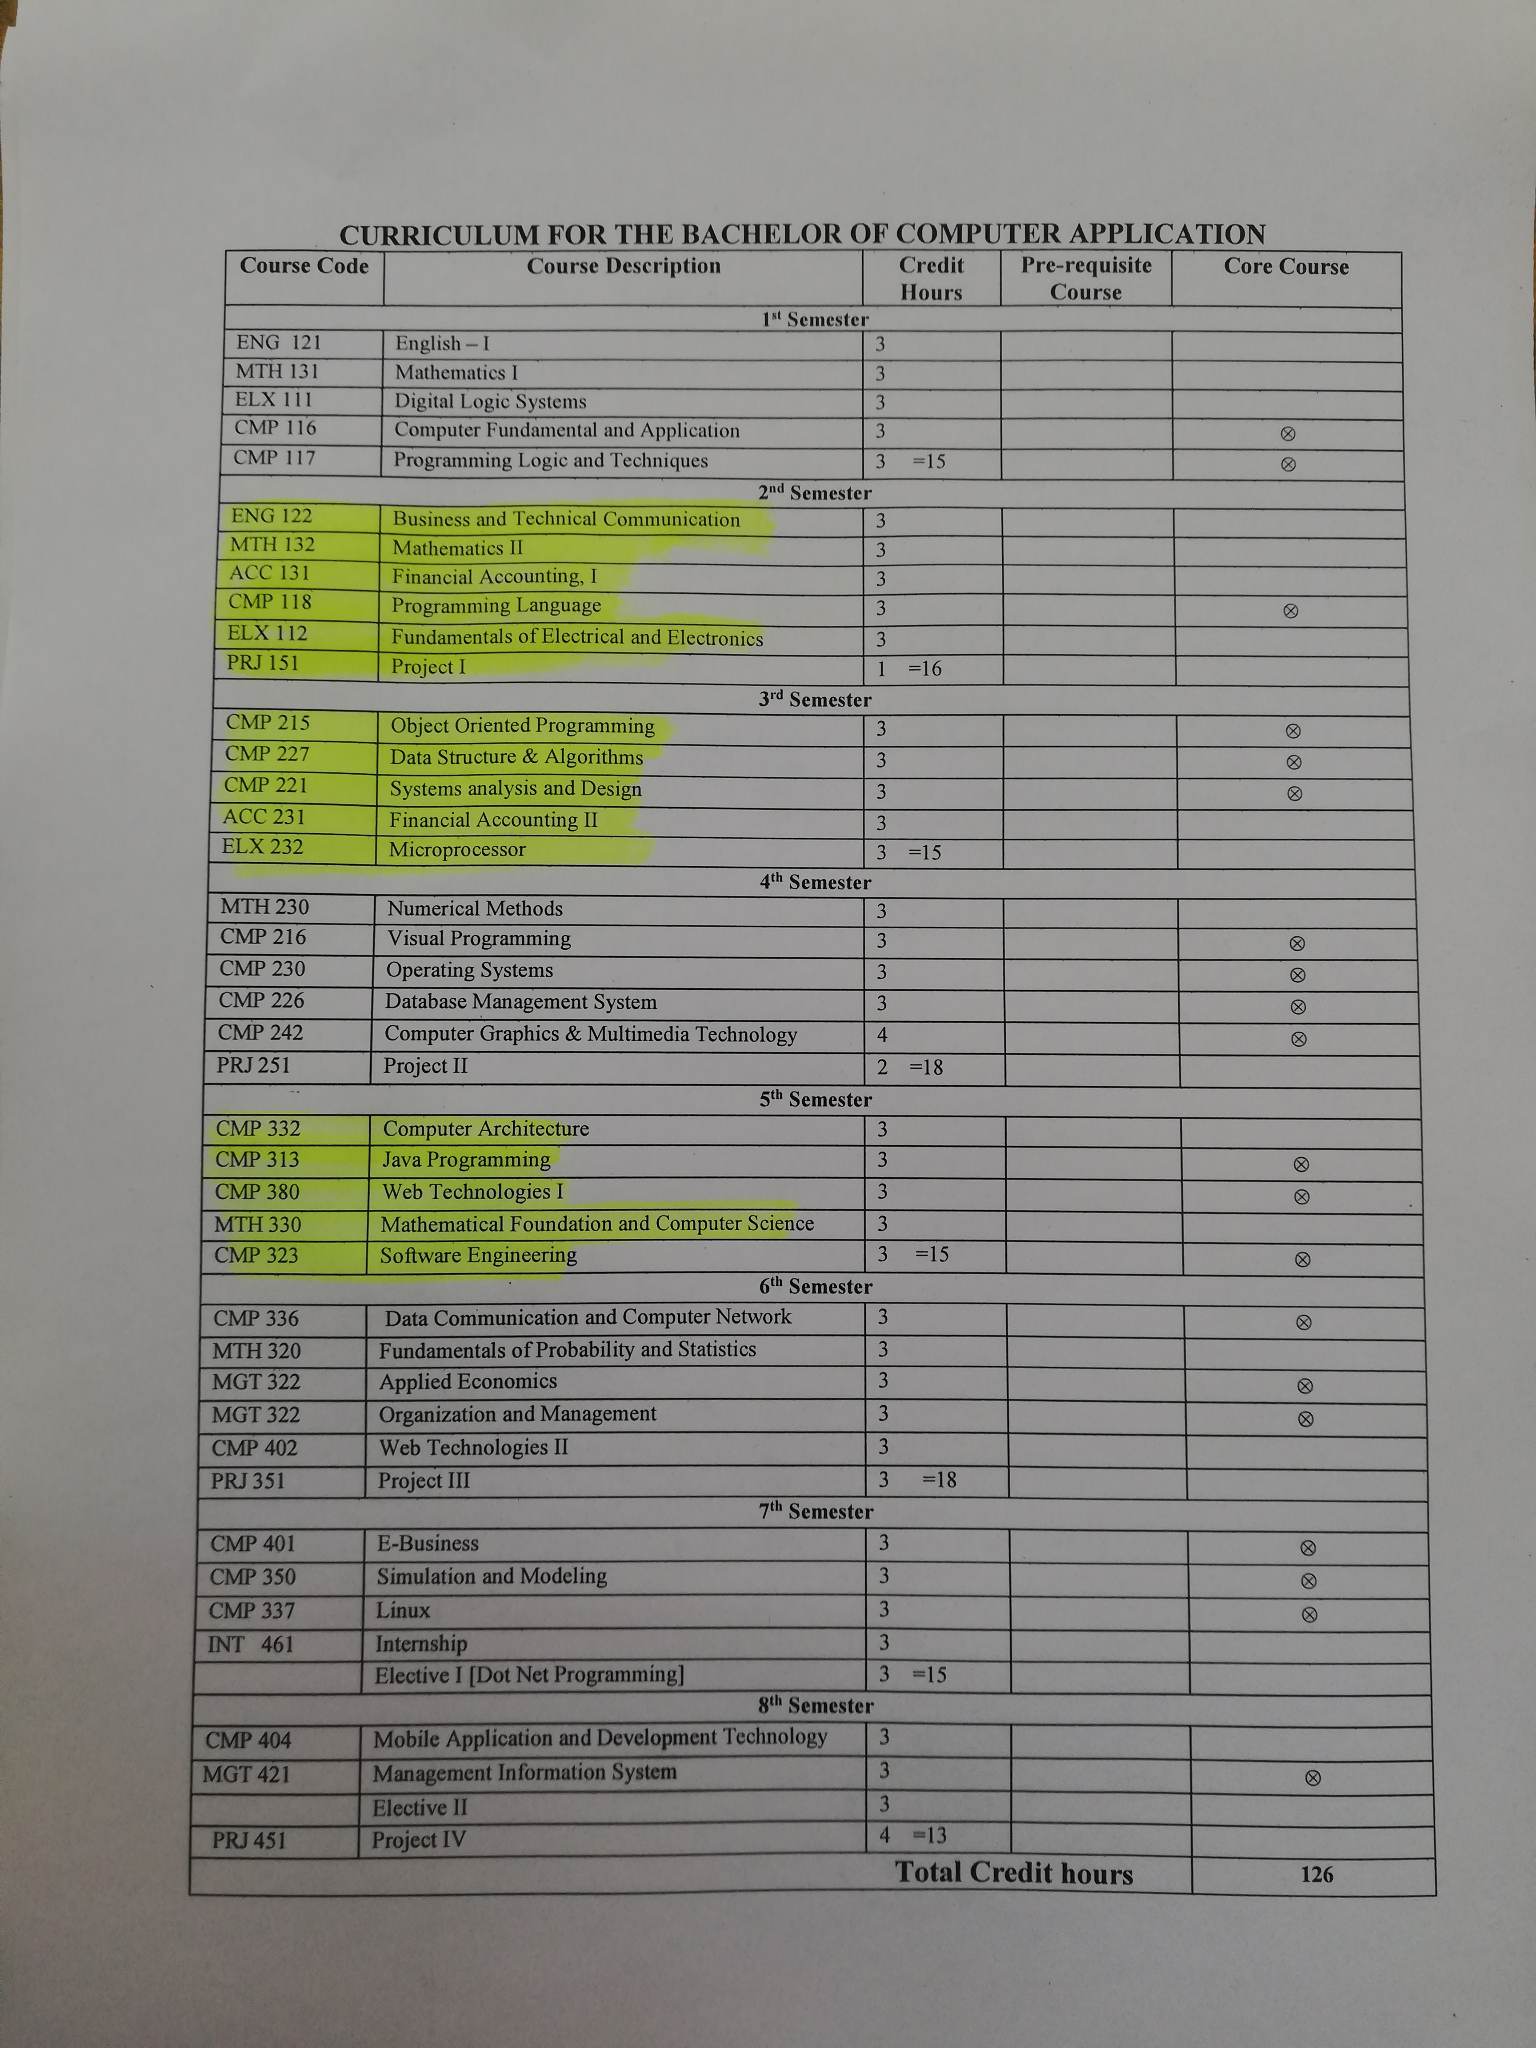 CURRICULUM FOR THE BACHELOR OF COMPUTER APPLICATION
Course Code Course Description Credit Hours Pre-requisite Course Core Course
1st Semester
ENG 121 English – I 3
MTH 131 Mathematics I 3
ELX 111 Digital Logic Systems 3
CMP 116 Computer Fundamental and Application 3 ⊗
CMP 117 Programming Logic and Techniques 3 =15 ⊗
2nd Semester
ENG 122 Business and Technical Communication 3
MTH 132 Mathematics II 3
ACC 131 Financial Accounting, I 3
CMP 118 Programming Language 3 ⊗
ELX 112 Fundamentals of Electrical and Electronics 3
PRJ 151 Project I 1 =16
3rd Semester
CMP 215 Object Oriented Programming 3 ⊗
CMP 227 Data Structure & Algorithms 3 ⊗
CMP 221 Systems analysis and Design 3 ⊗
ACC 231 Financial Accounting II 3
ELX 232 Microprocessor 3 =15
4th Semester
MTH 230 Numerical Methods 3
CMP 216 Visual Programming 3 ⊗
CMP 230 Operating Systems 3 ⊗
CMP 226 Database Management System 3 ⊗
CMP 242 Computer Graphics & Multimedia Technology 4 ⊗
PRJ 251 Project II 2 =18
5th Semester
CMP 332 Computer Architecture 3
CMP 313 Java Programming 3 ⊗
CMP 380 Web Technologies I 3 ⊗
MTH 330 Mathematical Foundation and Computer Science 3
CMP 323 Software Engineering 3 =15 ⊗
6th Semester
CMP 336 Data Communication and Computer Network 3 ⊗
MTH 320 Fundamentals of Probability and Statistics 3
MGT 322 Applied Economics 3 ⊗
MGT 322 Organization and Management 3 ⊗
CMP 402 Web Technologies II 3
PRJ 351 Project III 3 =18
7th Semester
CMP 401 E-Business 3 ⊗
CMP 350 Simulation and Modeling 3 ⊗
CMP 337 Linux 3 ⊗
INT 461 Internship 3
Elective I [Dot Net Programming] 3 =15
8th Semester
CMP 404 Mobile Application and Development Technology 3
MGT 421 Management Information System 3 ⊗
Elective II 3
PRJ 451 Project IV 4 =13
Total Credit hours 126